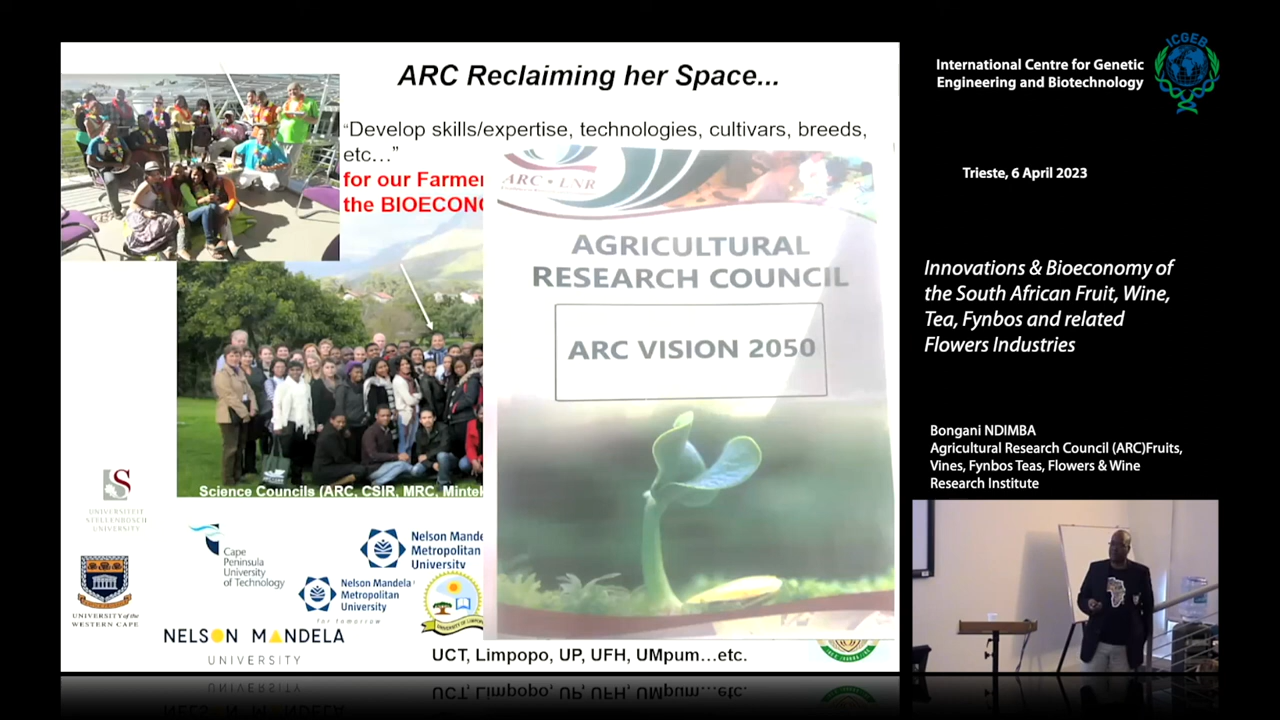 ARC Reclaiming her Space...
“Develop skills/expertise, technologies, cultivars, breeds,
etc…”
for our Farmer
the BIOECONO
ARC • LNR
AGRICULTURAL
RESEARCH COUNCIL
ARC VISION 2050
Science Councils (ARC, CSIR, MRC, Mintek
UNIVERSITEIT
STELLENBOSCH
UNIVERSITY
Cape
Peninsula
University
of Technology
Nelson Mande
Metropolitan
University
Nelson Mandela
Metropolitan
University
for tomorrow
UNIVERSITY of the
WESTERN CAPE
UNIVERSITY OF LIMPOPO
NELSON MANDELA
UNIVERSITY
UCT, Limpopo, UP, UFH, UMpum…etc.
International Centre for Genetic
Engineering and Biotechnology
ICGEB
Trieste, 6 April 2023
Innovations & Bioeconomy of
the South African Fruit, Wine,
Tea, Fynbos and related
Flowers Industries
Bongani NDIMBA
Agricultural Research Council (ARC)Fruits,
Vines, Fynbos Teas, Flowers & Wine
Research Institute